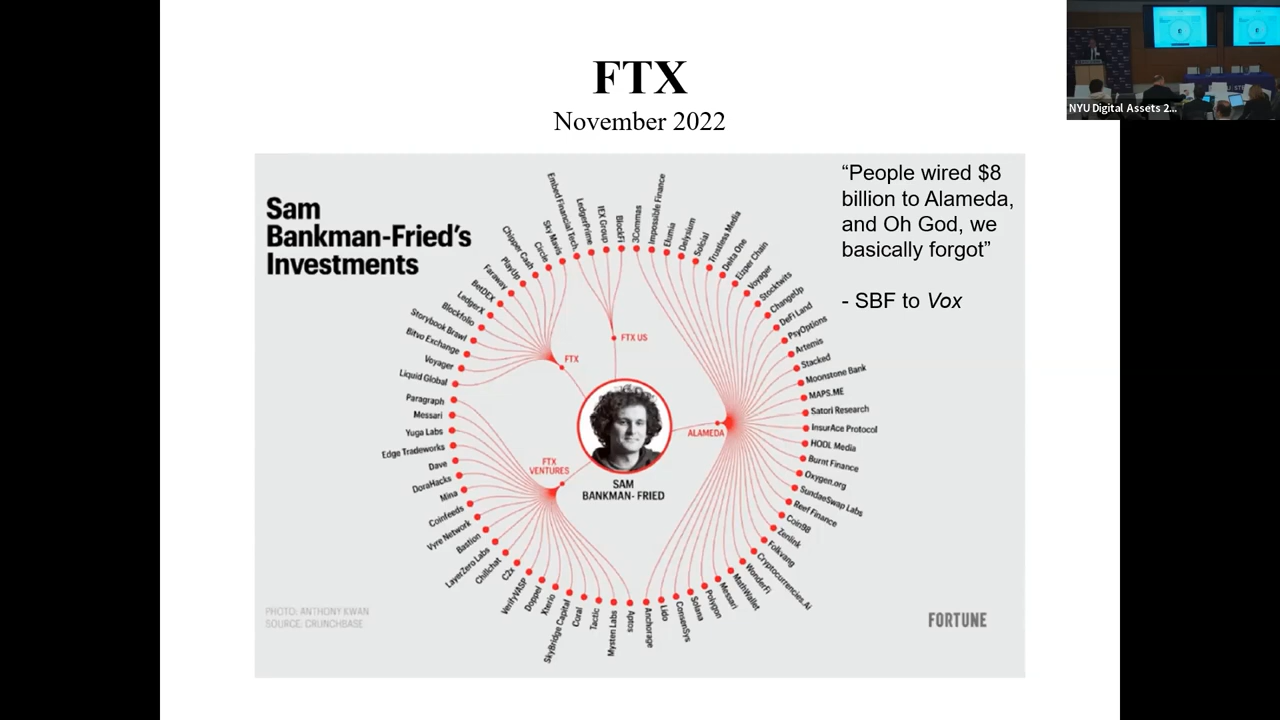 FTX
November 2022
NYU Digital Assets 2...
Sam
Bankman-Fried's
Investments
“People wired $8
billion to Alameda,
and Oh God, we
basically forgot”
- SBF to Vox
Embed Financial Tech.
LedgerPrime
IEX Group
BlockFi
3Commas
Impossible Finance
Efumia
Delysium
Solcial
Trustless Media
Delta One
Eizper Chain
Voyager
Stocktwits
ChangeUp
DeFi Land
PsyOptions
Artemis
Stacked
Moonstone Bank
MAPS.ME
Satori Research
InsurAce Protocol
HODL Media
Burnt Finance
Oxygen.org
SundaeSwap Labs
Reef Finance
Coin98
Zenlink
Folkvang
Cryptocurrencies.Ai
WonderFi
MathWallet
Messari
Polygon
Solana
ConsenSys
Lido
Anchorage
Aptos
Mysten Labs
Tactic
Coral
SkyBridge Capital
Xterio
Doppel
VerifyVASP
C2x
Chillchat
LayerZero Labs
Bastion
Vyre Network
Coinfeeds
Mina
DoraHacks
Dave
Edge Tradeworks
Yuga Labs
Messari
Paragraph
Liquid Global
Voyager
Bitvo Exchange
Storybook Brawl
Blockfolio
LedgerX
BetDEX
Faraway
PlayUp
Chipper Cash
Circle
Sky Mavis
FTX US
FTX
ALAMEDA
FTX
VENTURES
SAM
BANKMAN- FRIED
PHOTO: ANTHONY KWAN
SOURCE: CRUNCHBASE
FORTUNE